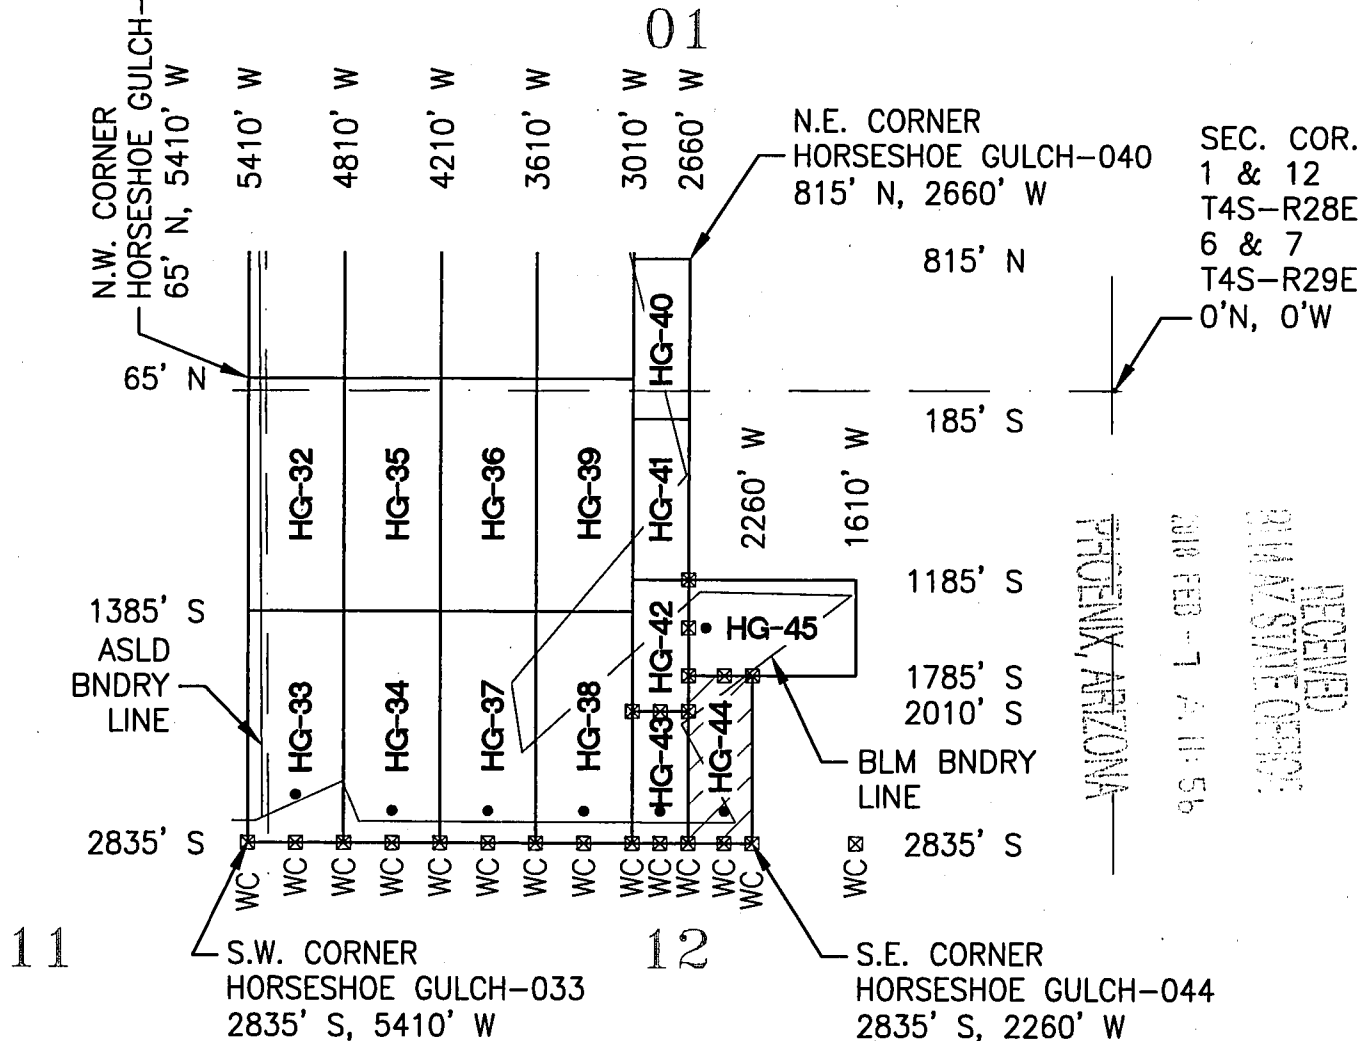 01
N.W. CORNER
HORSESHOE GULCH-
65' N, 5410' W
5410' W
4810' W
4210' W
3610' W
3010' W
2660' W
N.E. CORNER
HORSESHOE GULCH-040
815' N, 2660' W
SEC. COR.
1 & 12
T4S-R28E
6 & 7
T4S-R29E
0'N, 0'W
815' N
65' N
185' S
HG-40
HG-32
HG-35
HG-36
HG-39
HG-41
2260' W
1610' W
1185' S
1385' S
ASLD
BNDRY
LINE
HG-42
HG-45
1785' S
2010' S
HG-33
HG-34
HG-37
HG-38
HG-43
HG-44
BLM BNDRY
LINE
2835' S
2835' S
WC
WC
WC
WC
WC
WC
WC
WC
WC
WC
WC
WC
WC
WC
RECEIVED
BLM AZ STATE OFFICE
FEB -7 A 11:56
PHOENIX, ARIZONA
11
12
S.W. CORNER
HORSESHOE GULCH-033
2835' S, 5410' W
S.E. CORNER
HORSESHOE GULCH-044
2835' S, 2260' W